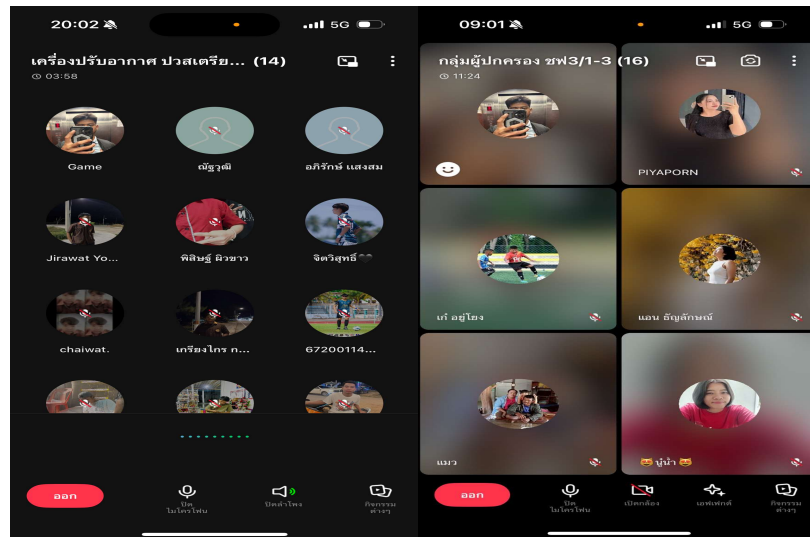 20:02
5G
เครื่องปรับอากาศ ปวสเตรีย... (14)
03:58
Game
ณัฐวุฒิ
อภิรักษ์ แสงสม
Jirawat Yo...
พิสิษฐ์ ผิวขาว
จิตวิสุทธิ์🖤
chaiwat.
เกรียงไกร ก...
67200114...
ออก
ปิด
ไมโครโฟน
ปิดลำโพง
กิจกรรม
ต่างๆ
09:01
5G
กลุ่มผู้ปกครอง ชฟ3/1-3 (16)
11:24
PIYAPORN
เก๋ อยู่โยง
แอน ธัญลักษณ์
แมว
😻นู๋น้ำ😻
ออก
ปิด
ไมโครโฟน
เปิดกล้อง
เอฟเฟกต์
กิจกรรม
ต่างๆ